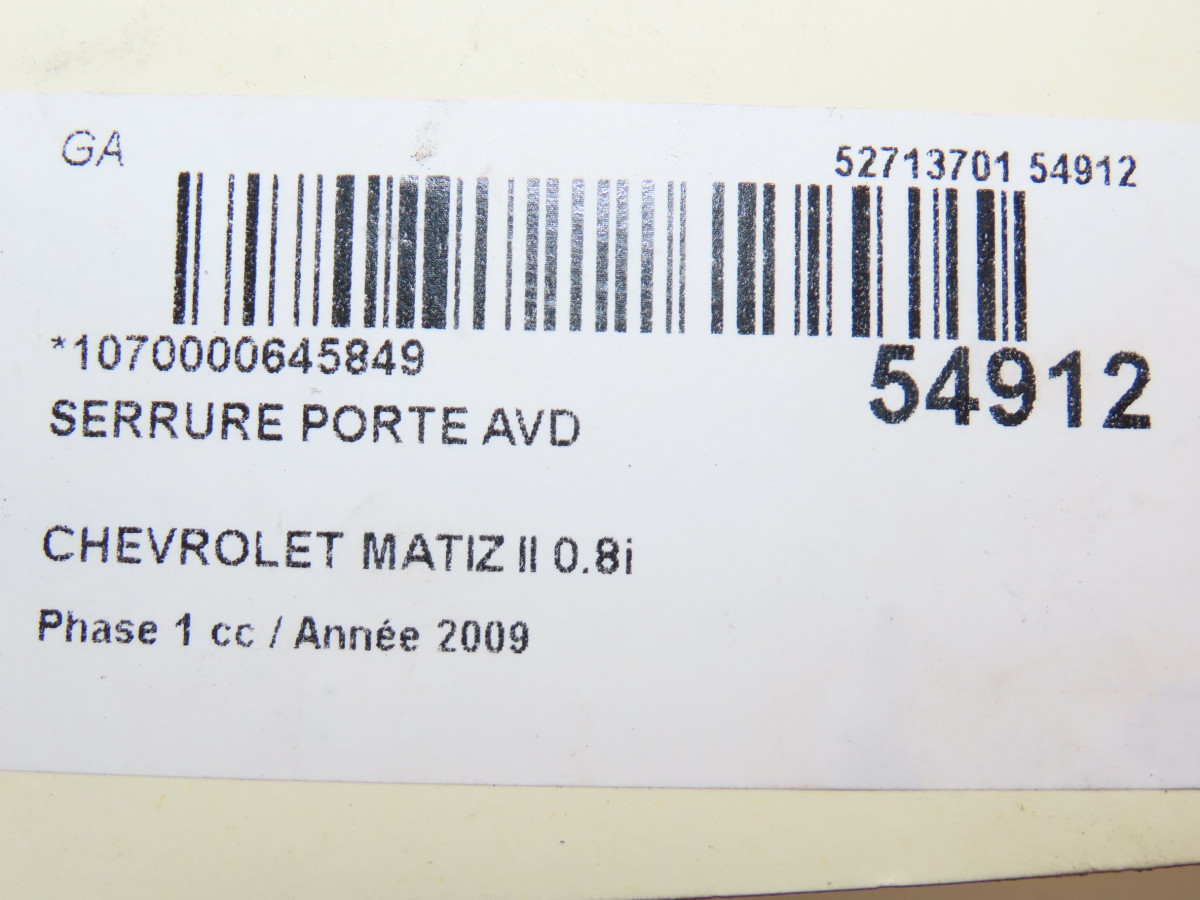 GA
52713701 54912
*1070000645849
54912
SERRURE PORTE AVD
CHEVROLET MATIZ II 0.8i
Phase 1 cc / Année 2009